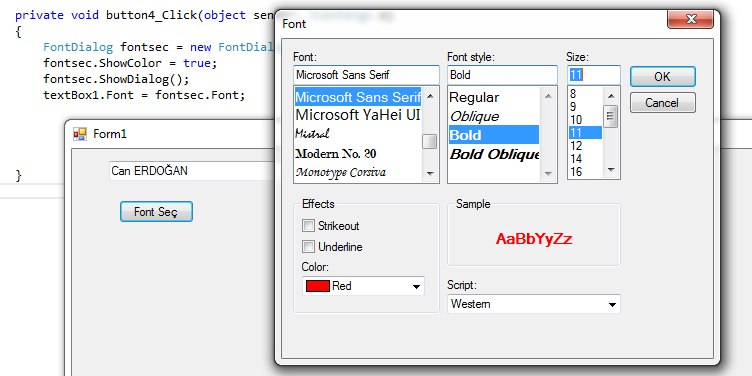 private void button4_Click(object sen
{
FontDialog fontsec = new FontDial
fontsec.ShowColor = true;
fontsec.ShowDialog();
textBox1.Font = fontsec.Font;
}
Form1
Can ERDOĞAN
Font Seç
Font
Font:
Microsoft Sans Serif
Microsoft Sans Serif
Microsoft YaHei UI
Mistral
Modern No. 20
Monotype Corsiva
Font style:
Bold
Regular
Oblique
Bold
Bold Oblique
Size:
11
8
9
10
11
12
14
16
OK
Cancel
Effects
Strikeout
Underline
Color:
Red
Sample
AaBbYyZz
Script:
Western